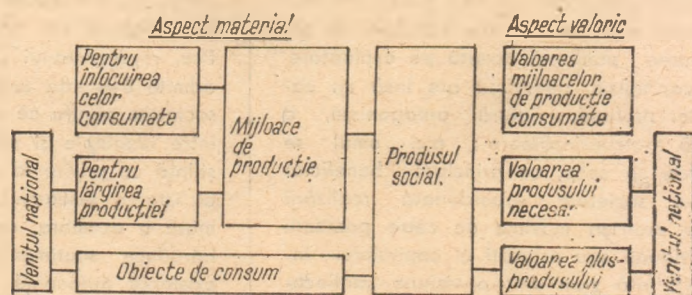 Aspect material
Aspect valoric
Pentru
înlocuirea
celor
consumate
Mijloace
de
producție
Produsul
social.
Valoarea
mijloacelor
de producție
consumate
Venitul național
Pentru
lărgirea
producției
Valoarea
produsului
necesar
Venitul național
Obiecte de consum
Valoarea plus-
produsului